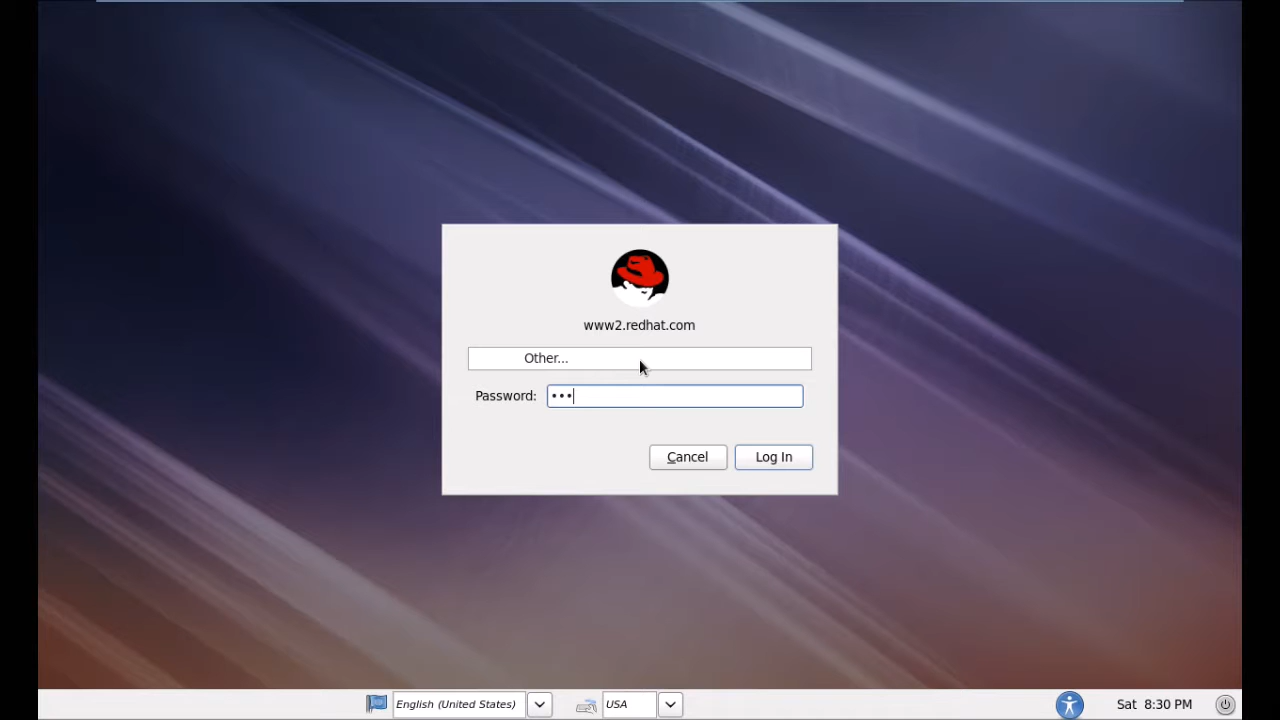 www2.redhat.com
Other...
Password: •••
Cancel Log In
English (United States) USA Sat 8:30 PM